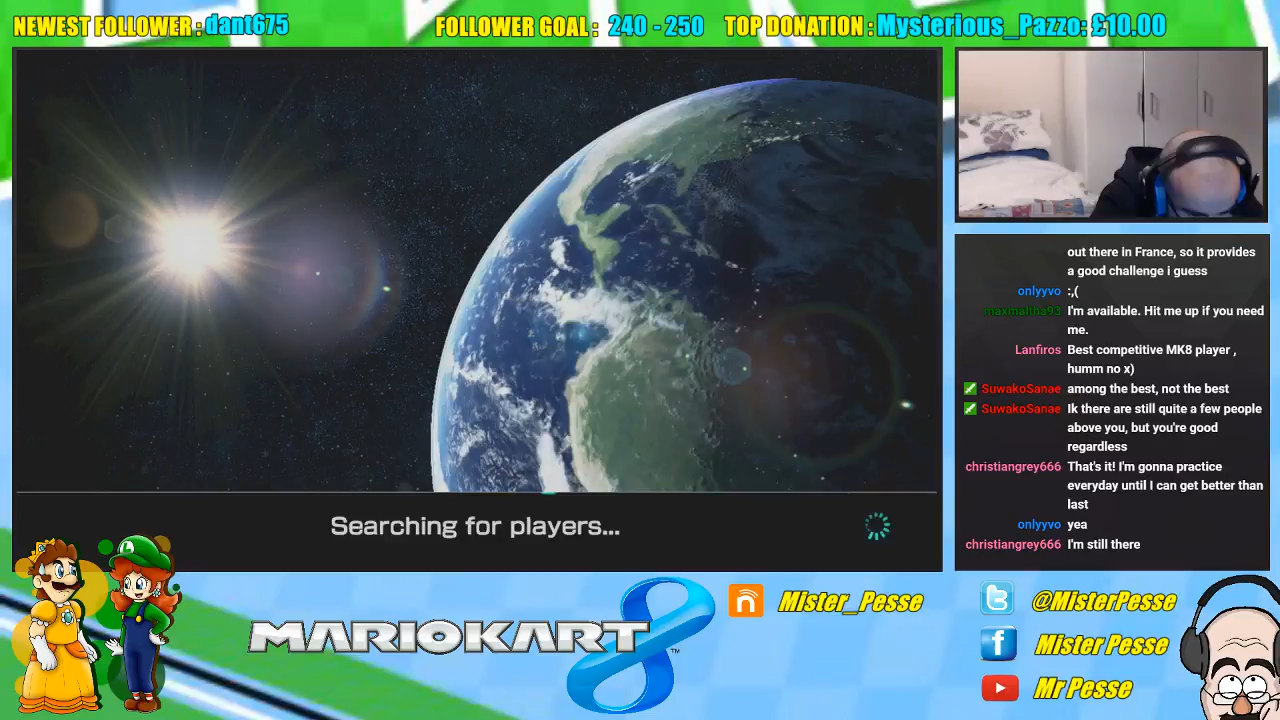 NEWEST FOLLOWER : dant675
FOLLOWER GOAL : 240 - 250
TOP DONATION : Mysterious_Pazzo: £10.00
out there in France, so it provides
a good challenge i guess
onlyyvo :,(
maxmaltha93 I'm available. Hit me up if you need
me.
Lanfiros Best competitive MK8 player ,
humm no x)
SuwakoSanae among the best, not the best
SuwakoSanae Ik there are still quite a few people
above you, but you're good
regardless
christiangrey666 That's it! I'm gonna practice
everyday until I can get better than
last
onlyyvo yea
christiangrey666 I'm still there
Searching for players...
MARIOKART 8 ™
Mister_Pesse
@MisterPesse
Mister Pesse
Mr Pesse